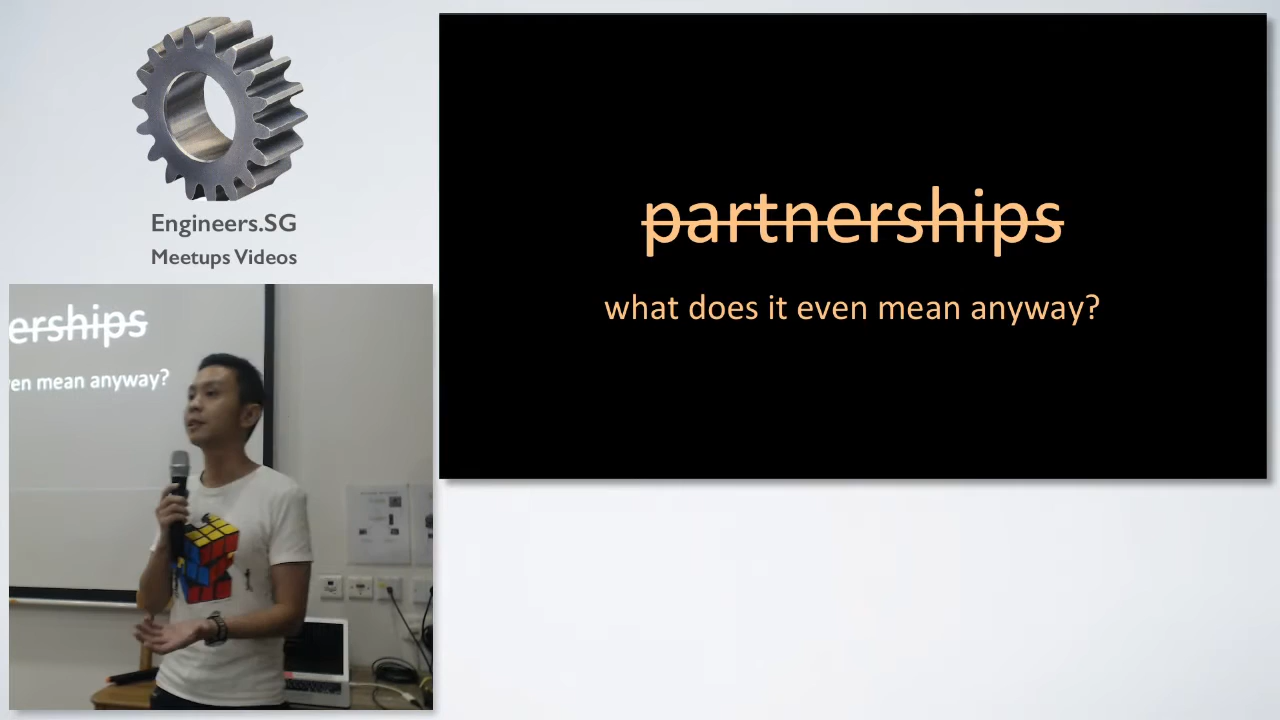 Engineers.SG
Meetups Videos
partnerships
what does it even mean anyway?
erships
en mean anyway?